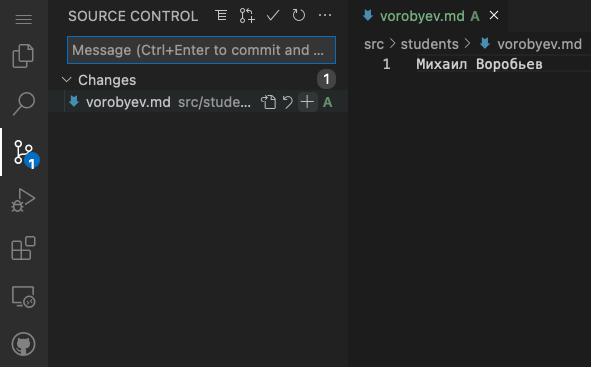 SOURCE CONTROL
Message (Ctrl+Enter to commit and ...
Changes 1
vorobyev.md src/stude... A
1
vorobyev.md A
src > students > vorobyev.md
1 Михаил Воробьев